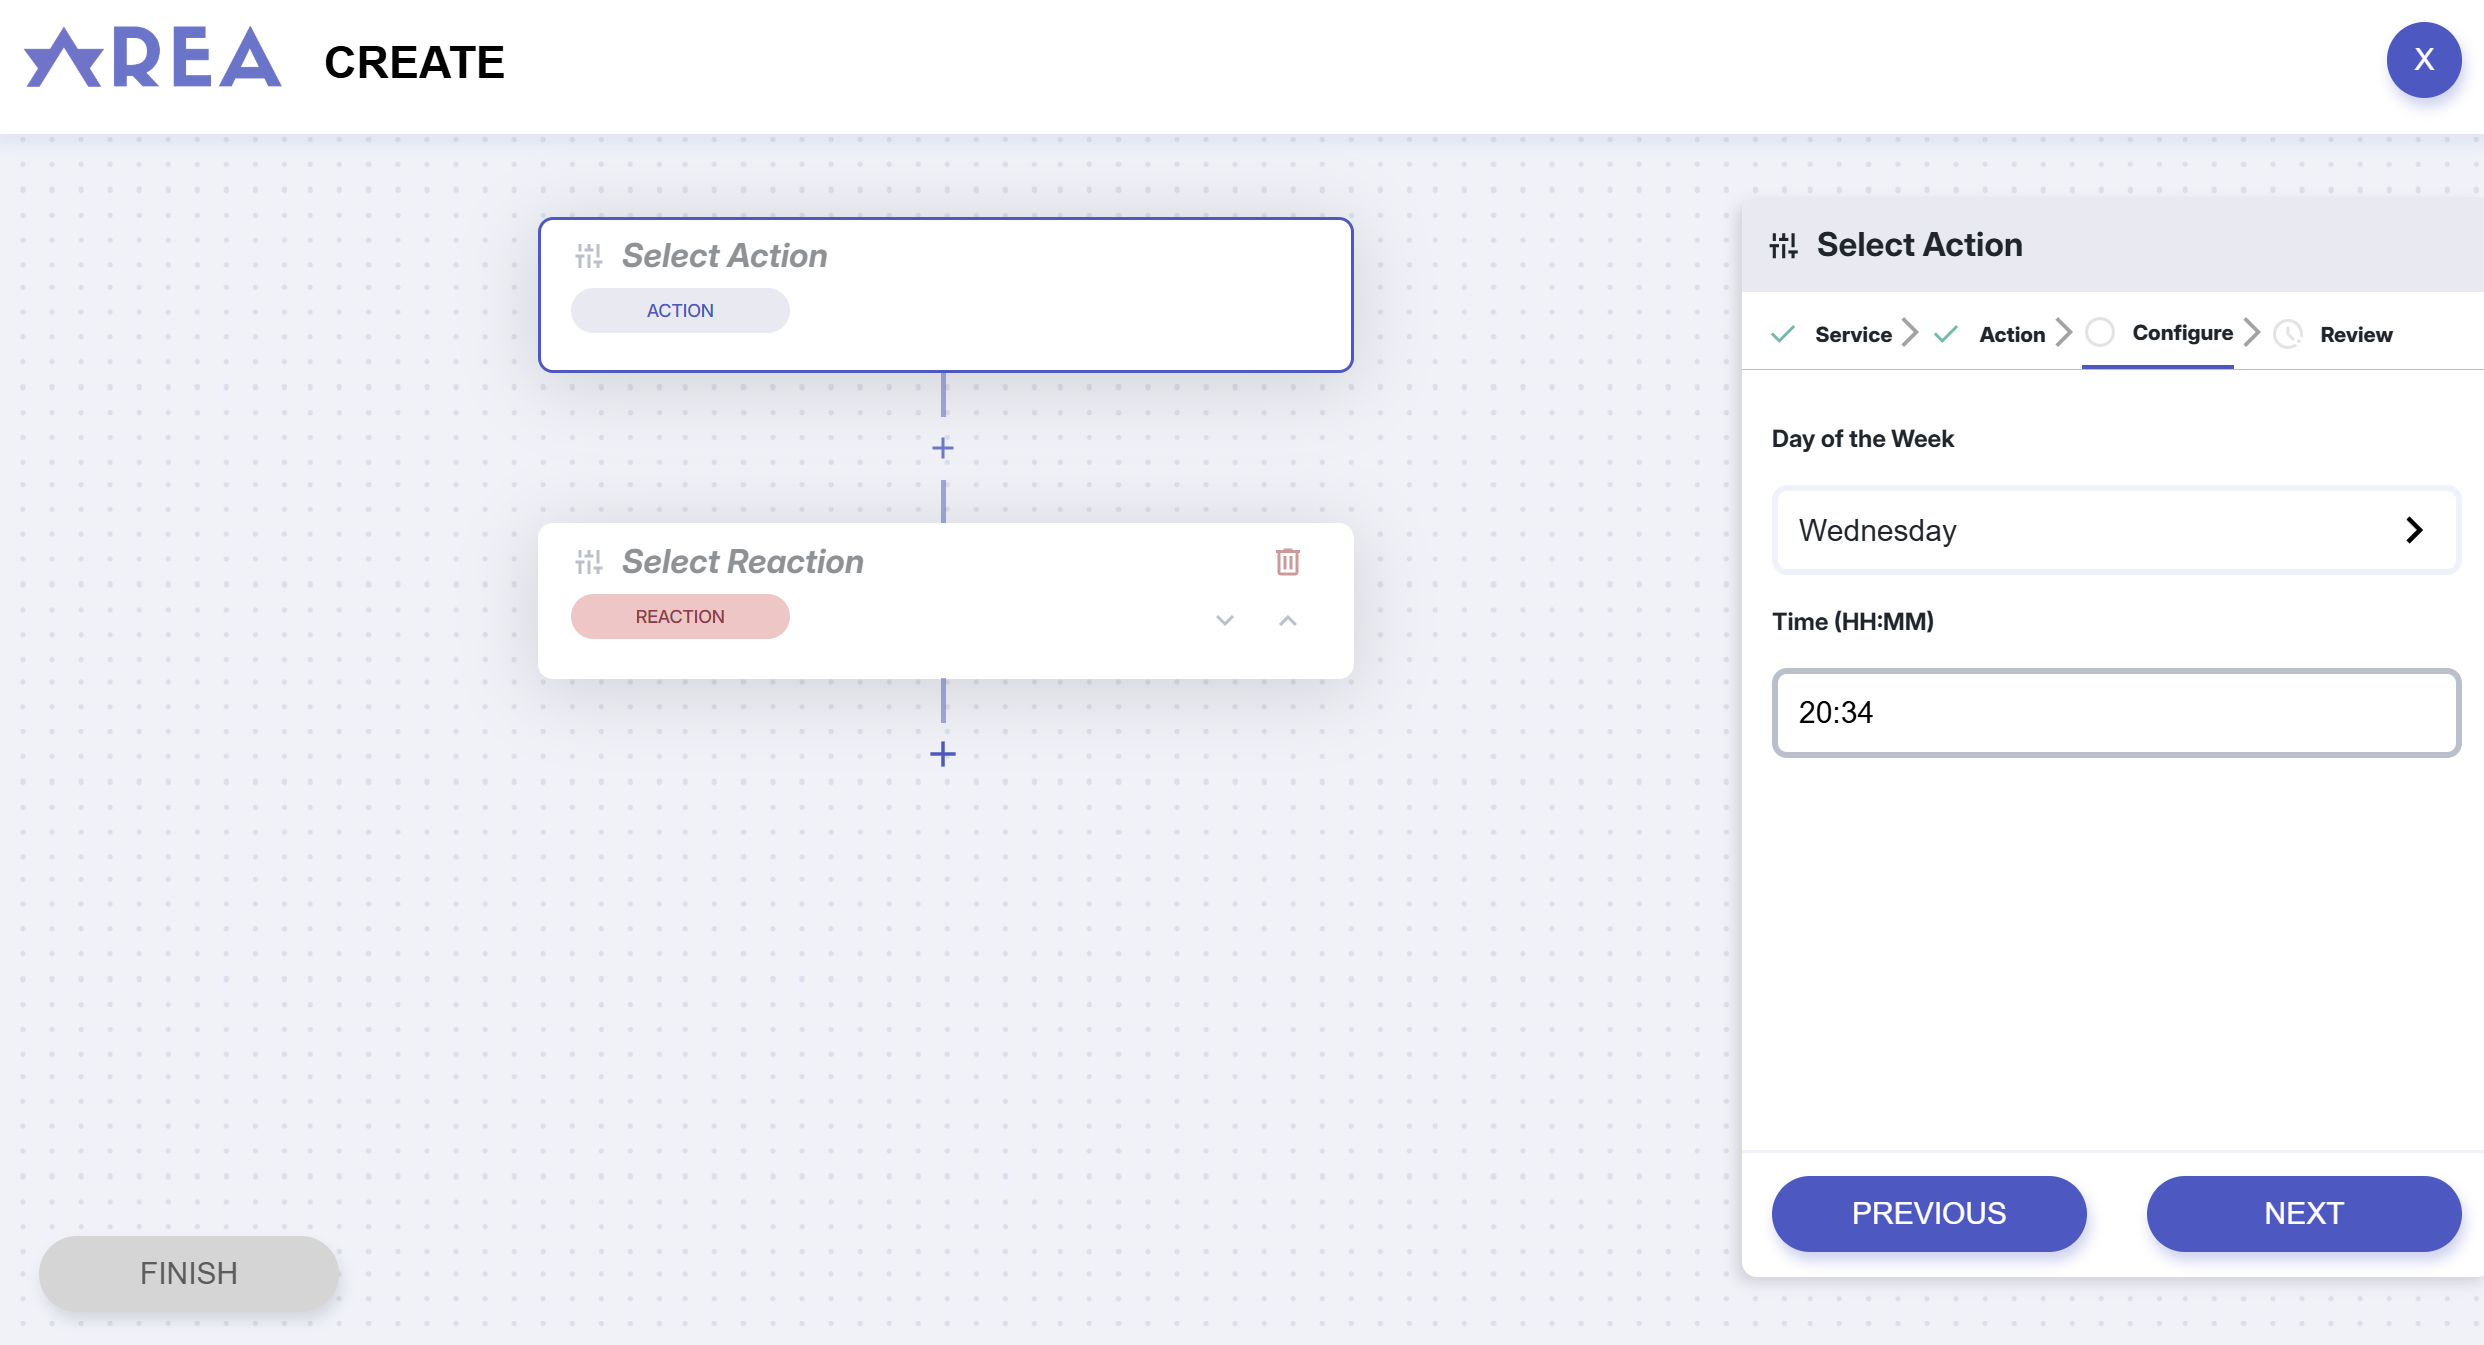 AREA CREATE X
Select Action
ACTION
+
Select Reaction
REACTION
+
FINISH
Select Action
Service Action Configure Review
Day of the Week
Wednesday
Time (HH:MM)
20:34
PREVIOUS NEXT